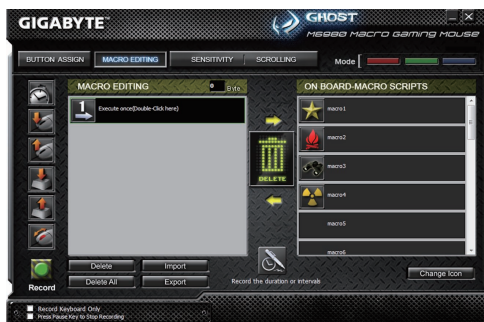 GIGABYTE™
GHOST
M6980 Macro Gaming Mouse
BUTTON ASSIGN
MACRO EDITING
SENSITIVITY
SCROLLING
Mode
MACRO EDITING
0 Byte
ON BOARD-MACRO SCRIPTS
1
Execute once(Double-Click here)
macro1
macro2
macro3
macro4
macro5
macro6
DELETE
Delete
Import
Delete All
Export
Record
Record the duration or intervals
Change Icon
Record Keyboard Only
Press Pause Key to Stop Recording